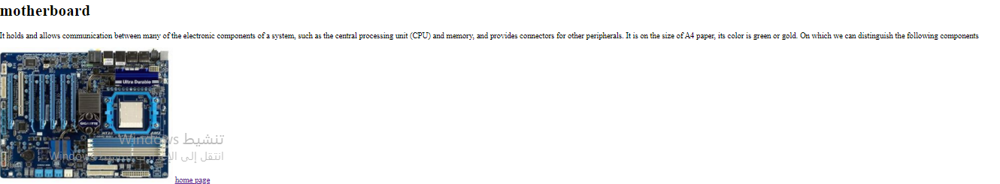 motherboard
It holds and allows communication between many of the electronic components of a system, such as the central processing unit (CPU) and memory, and provides connectors for other peripherals. It is on the size of A4 paper, its color is green or gold. On which we can distinguish the following components
Ultra Durable
GIGABYTE
AM3
تنشيط Windows
انتقل إلى
Windows
home page